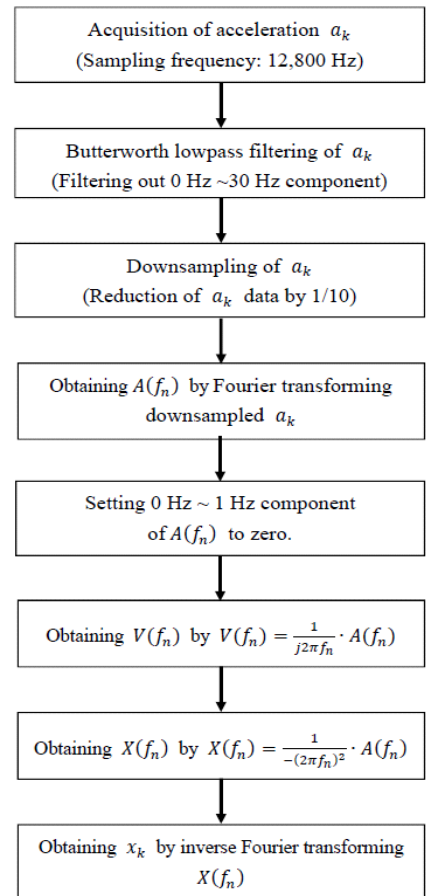 Acquisition of acceleration a_k
(Sampling frequency: 12,800 Hz)
Butterworth lowpass filtering of a_k
(Filtering out 0 Hz ~30 Hz component)
Downsampling of a_k
(Reduction of a_k data by 1/10)
Obtaining A(f_n) by Fourier transforming
downsampled a_k
Setting 0 Hz ~ 1 Hz component
of A(f_n) to zero.
Obtaining V(f_n) by V(f_n) = 1/(j2πf_n) · A(f_n)
Obtaining X(f_n) by X(f_n) = 1/(−(2πf_n)²) · A(f_n)
Obtaining x_k by inverse Fourier transforming
X(f_n)